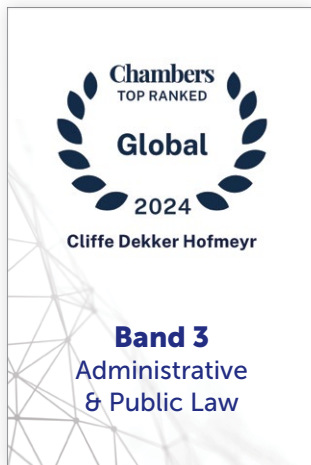 Chambers
TOP RANKED
Global
2024
Cliffe Dekker Hofmeyr
Band 3
Administrative
& Public Law